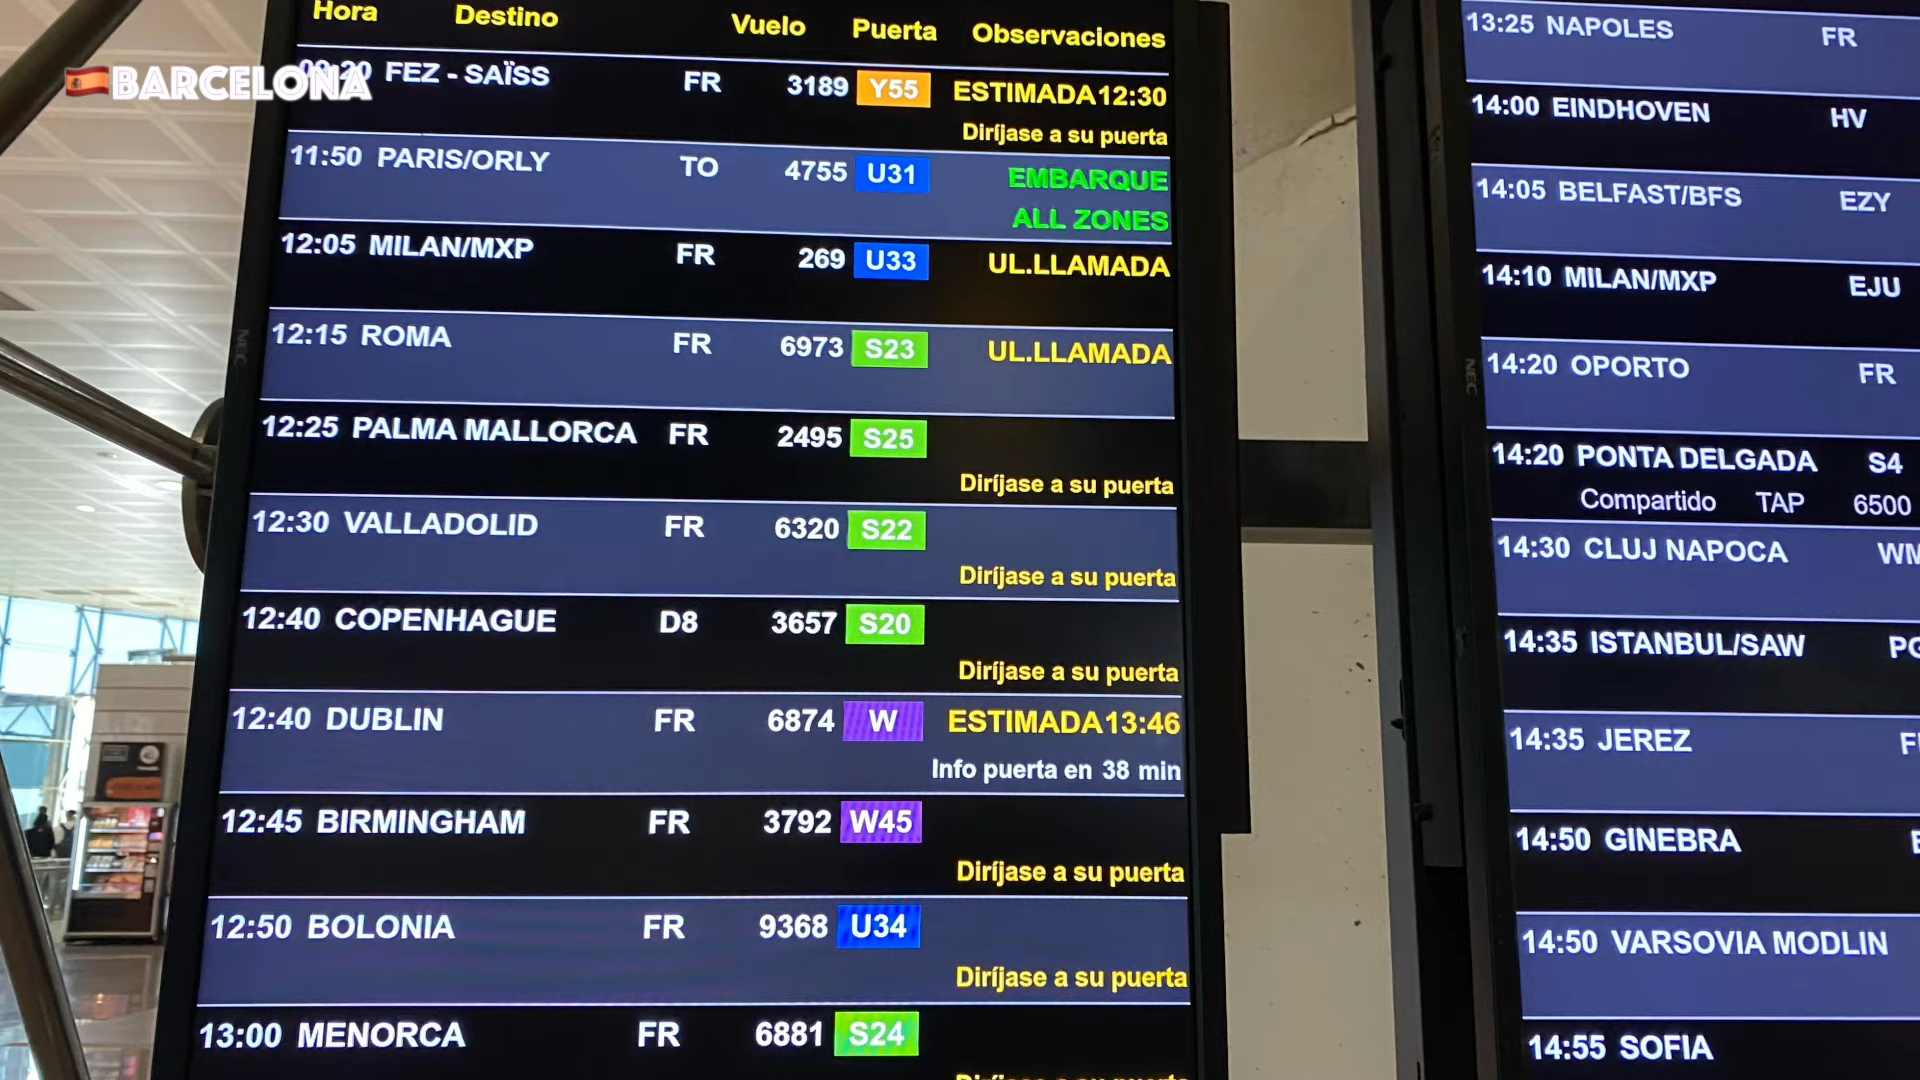 Hora Destino Vuelo Puerta Observaciones
🇪🇸BARCELONA
FEZ - SAÏSS FR 3189 Y55 ESTIMADA12:30
Diríjase a su puerta
11:50 PARIS/ORLY TO 4755 U31 EMBARQUE
ALL ZONES
12:05 MILAN/MXP FR 269 U33 UL.LLAMADA
12:15 ROMA FR 6973 S23 UL.LLAMADA
12:25 PALMA MALLORCA FR 2495 S25
Diríjase a su puerta
12:30 VALLADOLID FR 6320 S22
Diríjase a su puerta
12:40 COPENHAGUE D8 3657 S20
Diríjase a su puerta
12:40 DUBLIN FR 6874 W ESTIMADA13:46
Info puerta en 38 min
12:45 BIRMINGHAM FR 3792 W45
Diríjase a su puerta
12:50 BOLONIA FR 9368 U34
Diríjase a su puerta
13:00 MENORCA FR 6881 S24
Diríjase a su puerta
NEC
13:25 NAPOLES FR
14:00 EINDHOVEN HV
14:05 BELFAST/BFS EZY
14:10 MILAN/MXP EJU
14:20 OPORTO FR
14:20 PONTA DELGADA S4
Compartido TAP 6500
14:30 CLUJ NAPOCA
14:35 ISTANBUL/SAW
14:35 JEREZ
14:50 GINEBRA
14:50 VARSOVIA MODLIN
14:55 SOFIA
NEC